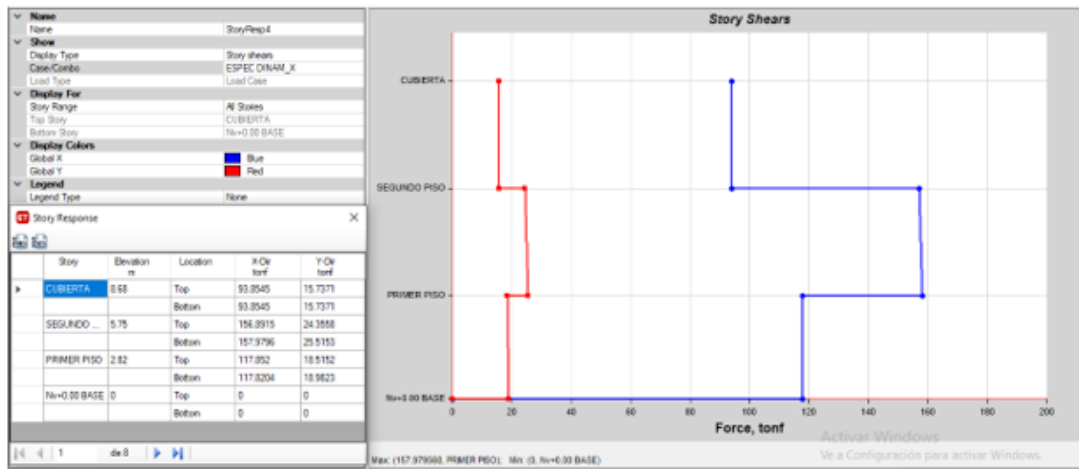 Name
Name StoryResp4
Show
Display Type Story shears
Case/Combo ESPEC DINAM_X
Load Type Load Case
Display For
Story Range All Stories
Top Story CUBIERTA
Bottom Story Nv+0.00 BASE
Display Colors
Global X Blue
Global Y Red
Legend
Legend Type None
Story Response
Story Elevation Location X-Dir Y-Dir
m tonf tonf
CUBIERTA 8.68 Top 93.8545 15.7371
Bottom 93.8545 15.7371
SEGUNDO ... 5.75 Top 156.8915 24.3558
Bottom 157.9796 25.5153
PRIMER PISO 2.82 Top 117.852 18.5152
Bottom 117.8204 18.9823
Nv+0.00 BASE 0 Top 0 0
Bottom 0 0
1 de 8
Story Shears
CUBIERTA
SEGUNDO PISO
PRIMER PISO
Nv+0.00 BASE
0 20 40 60 80 100 120 140 160 180 200
Force, tonf
Activar Windows
Ve a Configuración para activar Windows.
Max: (157.979568, PRIMER PISO); Min: (0, Nv+0.00 BASE)